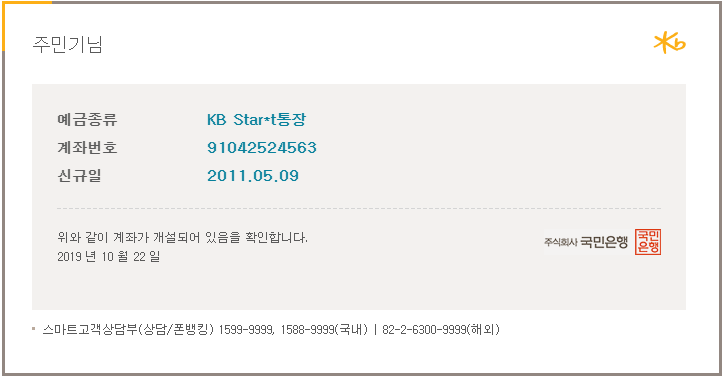 주민기님
예금종류 KB Star*t통장
계좌번호 91042524563
신규일 2011.05.09
위와 같이 계좌가 개설되어 있음을 확인합니다.
2019 년 10 월 22 일
주식회사 국민은행 국민은행
스마트고객상담부(상담/폰뱅킹) 1599-9999, 1588-9999(국내) | 82-2-6300-9999(해외)